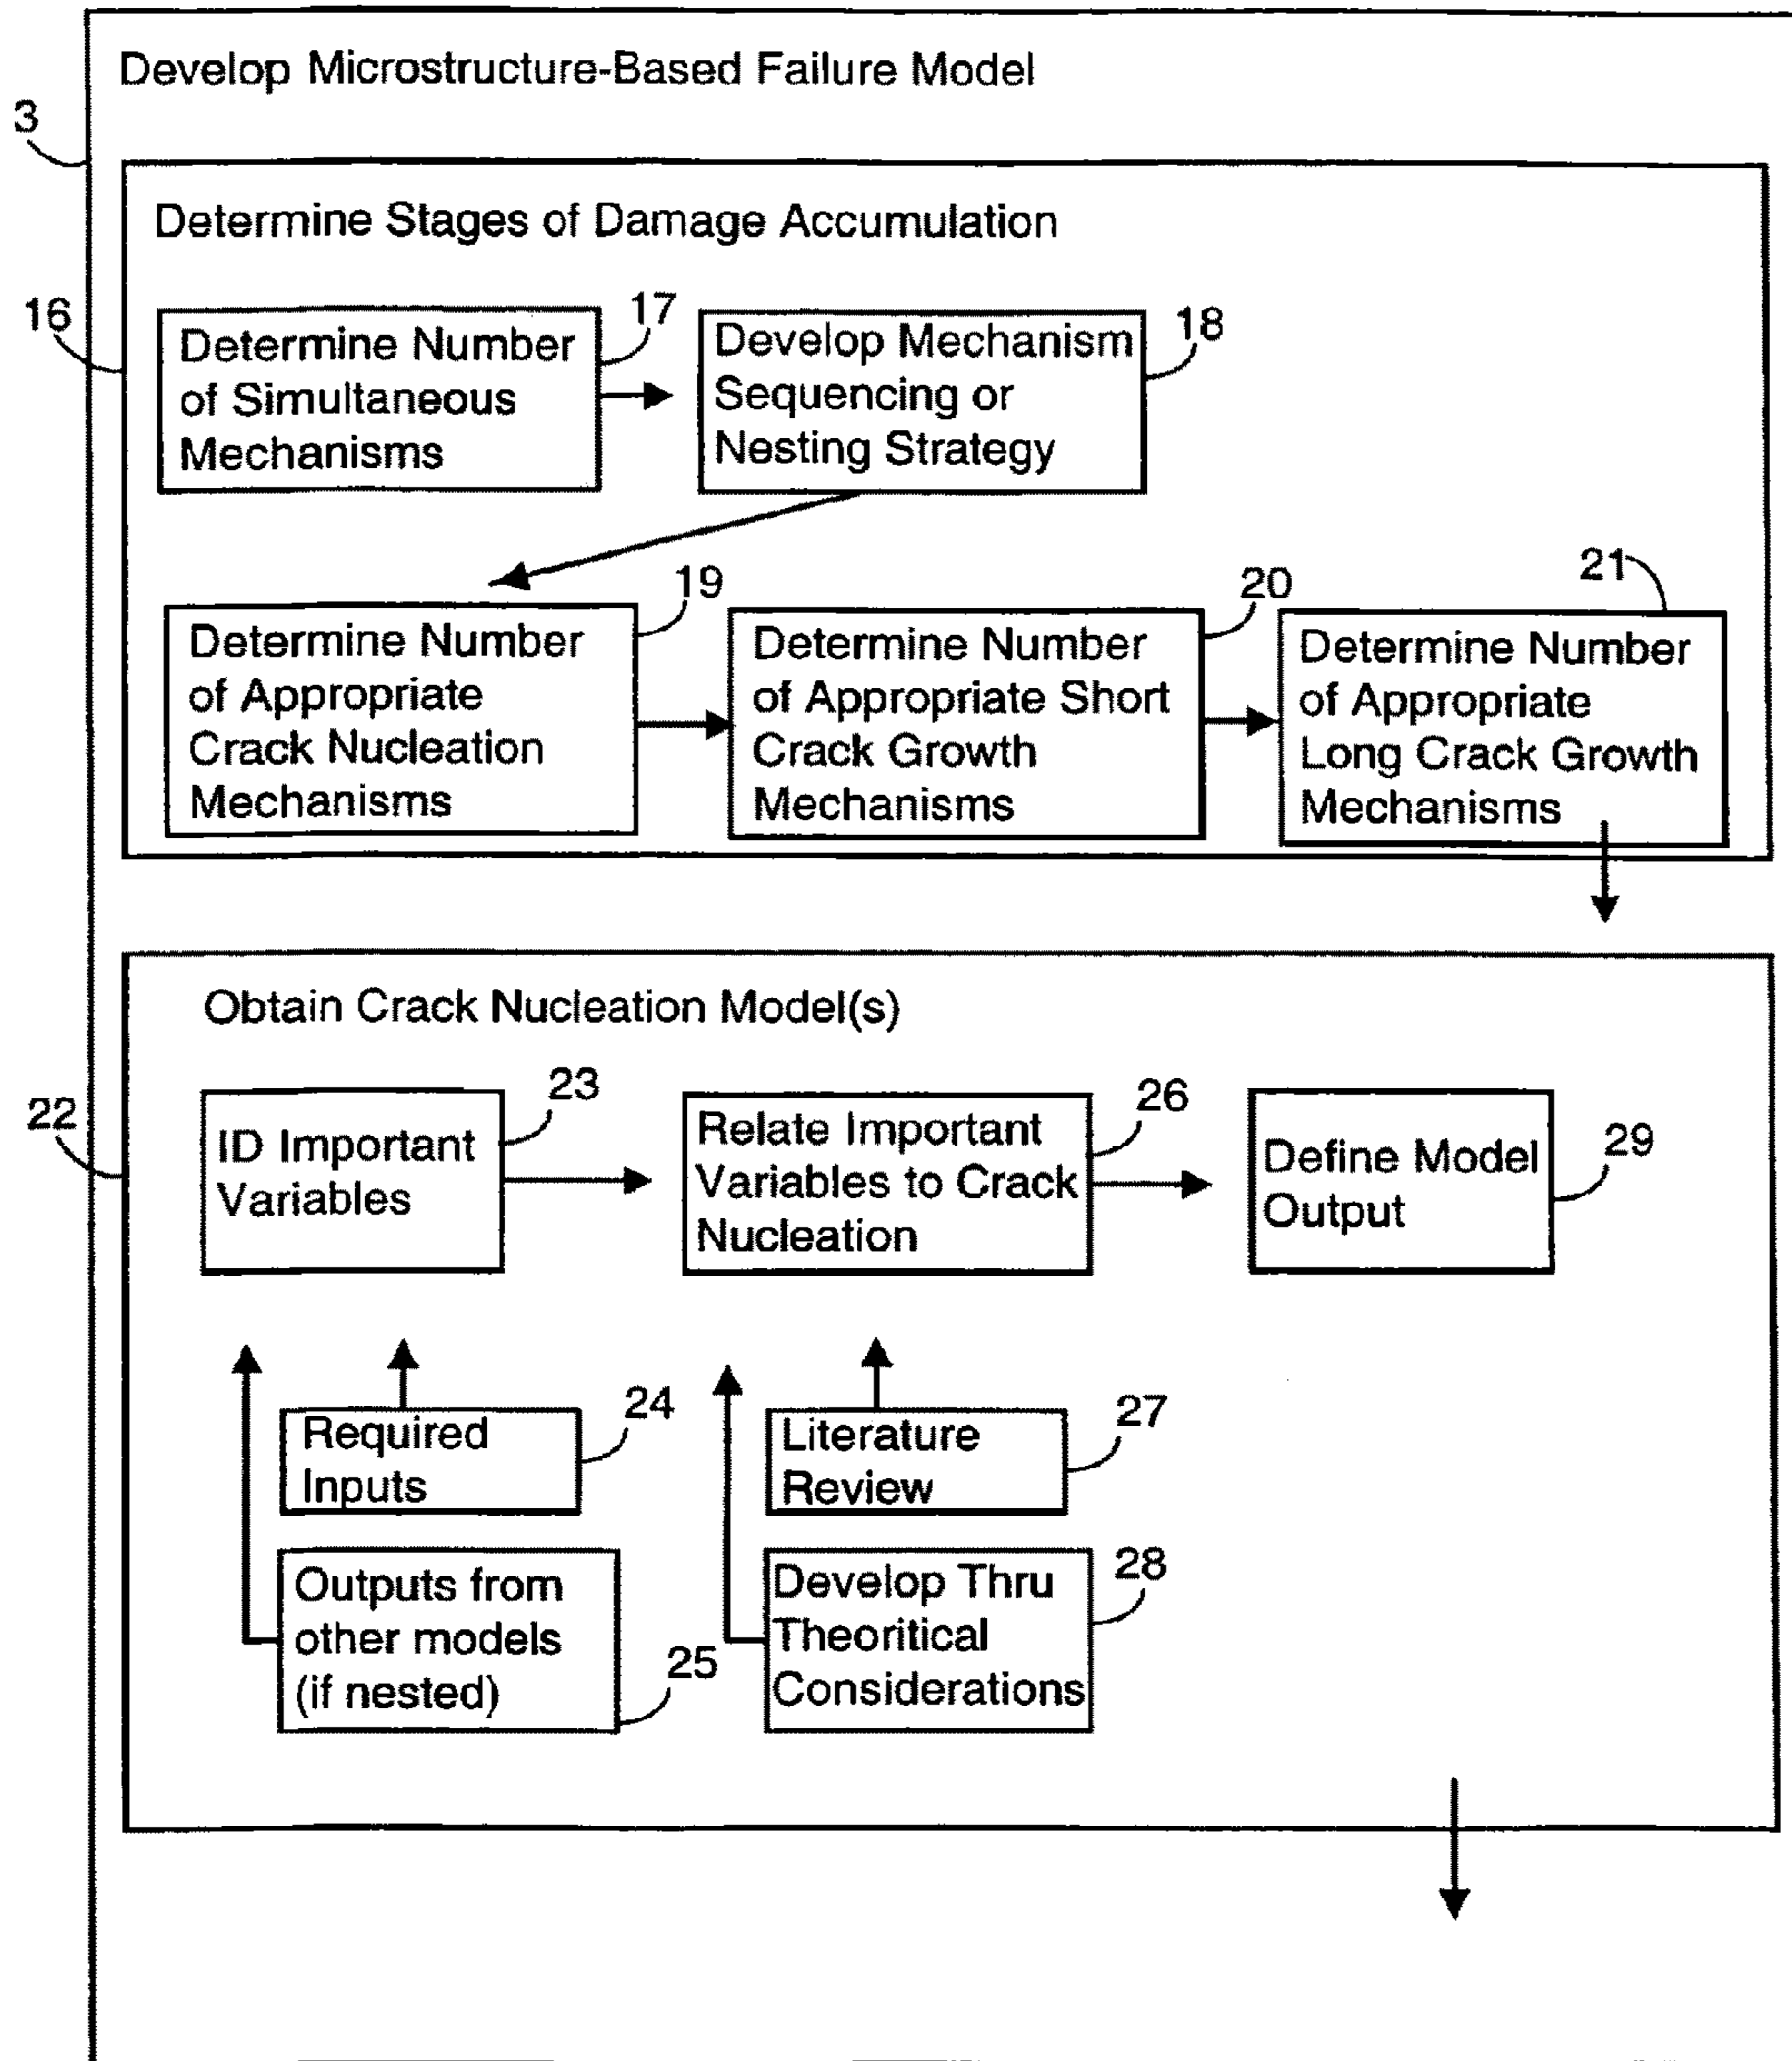 Develop Microstructure-Based Failure Model
3
Determine Stages of Damage Accumulation
16
17
Determine Number
of Simultaneous
Mechanisms
18
Develop Mechanism
Sequencing or
Nesting Strategy
19
Determine Number
of Appropriate
Crack Nucleation
Mechanisms
20
Determine Number
of Appropriate Short
Crack Growth
Mechanisms
21
Determine Number
of Appropriate
Long Crack Growth
Mechanisms
Obtain Crack Nucleation Model(s)
22
23
ID Important
Variables
26
Relate Important
Variables to Crack
Nucleation
29
Define Model
Output
24
Required
Inputs
27
Literature
Review
25
Outputs from
other models
(if nested)
28
Develop Thru
Theoritical
Considerations